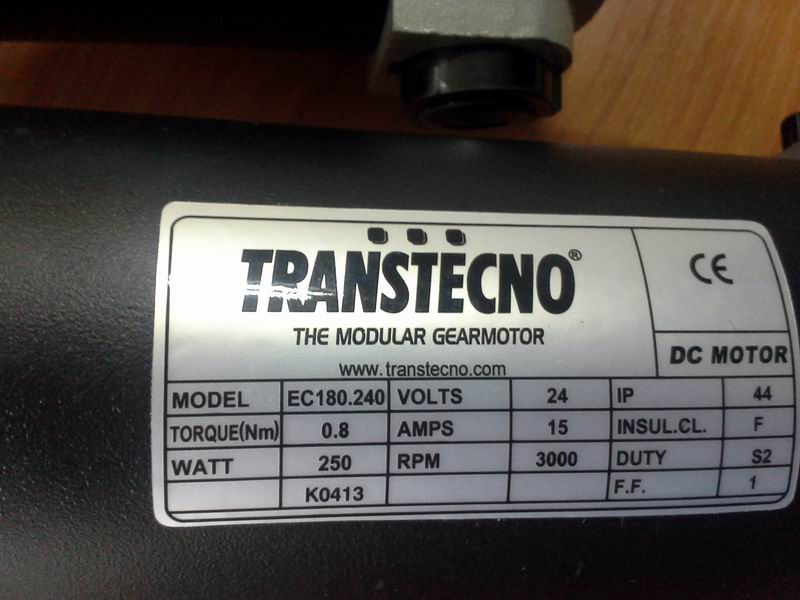 TRANSTECNO®
THE MODULAR GEARMOTOR
www.transtecno.com
CE
DC MOTOR
MODEL EC180.240 VOLTS 24 IP 44
TORQUE(Nm) 0.8 AMPS 15 INSUL.CL. F
WATT 250 RPM 3000 DUTY S2
K0413 F.F. 1